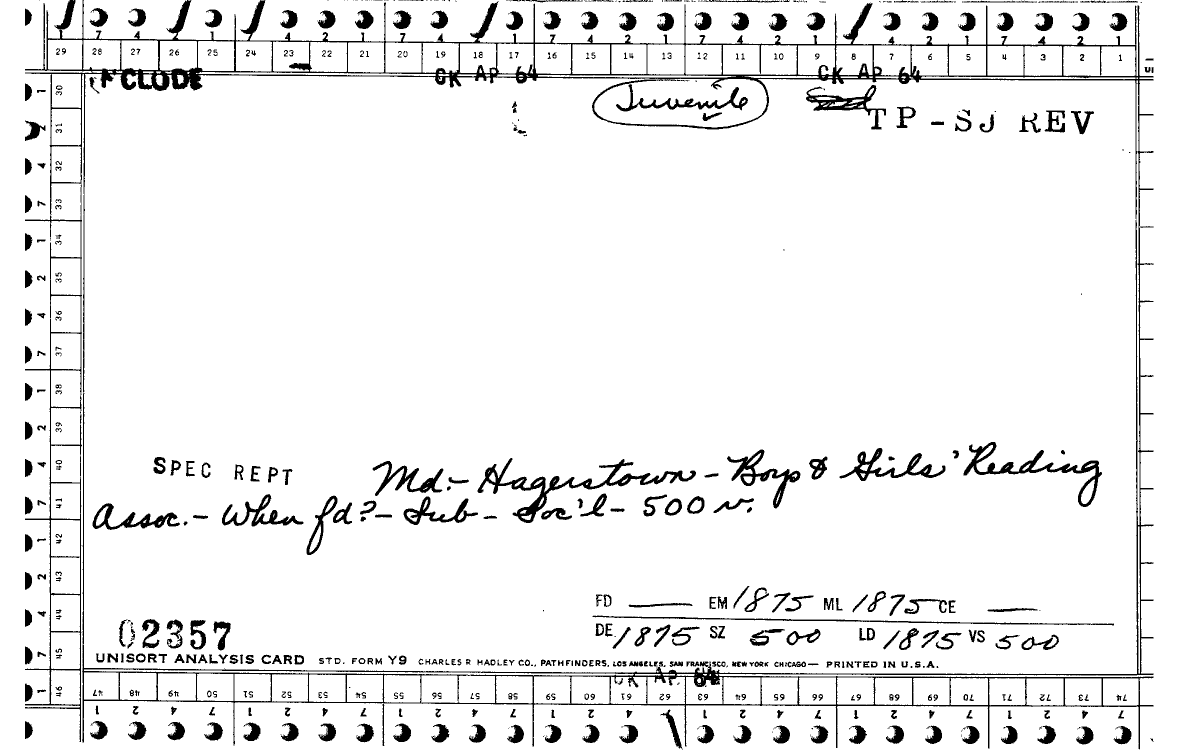 7 4 2 1 7 4 2 1 7 4 2 1 7 4 2 1 7 4 2 1 7 4 2 1 7 4 2 1
29 28 27 26 25 24 23 22 21 20 19 18 17 16 15 14 13 12 11 10 9 8 7 6 5 4 3 2 1
CLODE CK AP 64 CK AP 64
Juvenile
TP-SJ REV
30
31
32
33
34
35
36
37
38
39
40
41
42
43
44
45
46
SPEC REPT Md.- Hagerstown - Boys & Girls' Reading
Assoc. - When fd? - Sub - Soc'l - 500 v.
FD — EM 1875 ML 1875 CE —
DE 1875 SZ 500 LD 1875 VS 500
02357
UNISORT ANALYSIS CARD STD. FORM Y9 CHARLES R HADLEY CO., PATHFINDERS, LOS ANGELES, SAN FRANCISCO, NEW YORK CHICAGO — PRINTED IN U.S.A.
CK AP 64
47 48 49 50 51 52 53 54 55 56 57 58 59 60 61 62 63 64 65 66 67 68 69 70 71 72 73 74
1 2 4 7 1 2 4 7 1 2 4 7 1 2 4 7 1 2 4 7 1 2 4 7 1 2 4 7